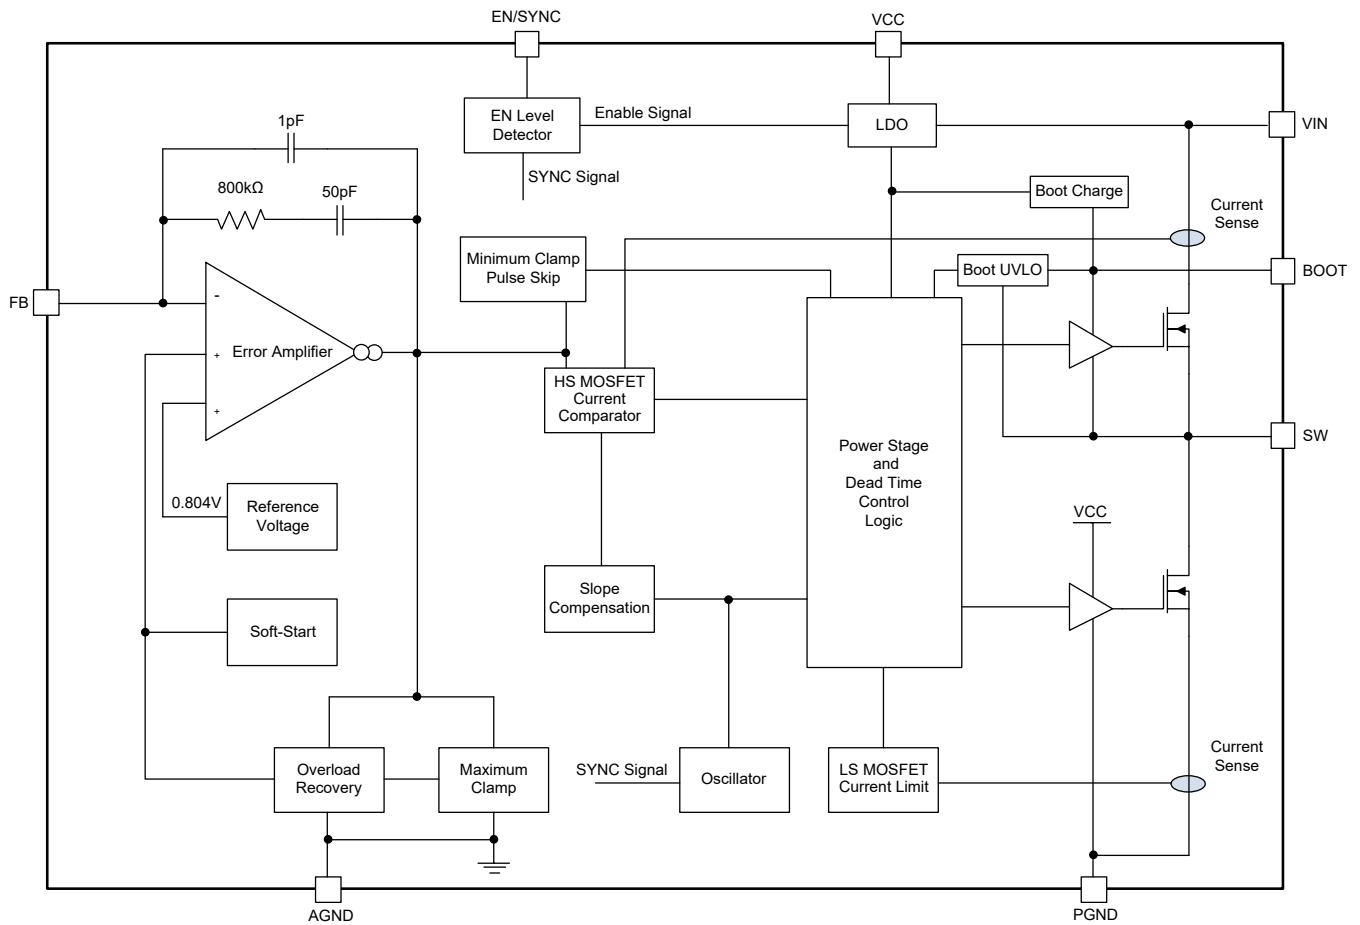 EN/SYNC
VCC
EN Level
Detector
Enable Signal
LDO
VIN
1pF
SYNC Signal
800kΩ
50pF
Boot Charge
Current
Sense
Minimum Clamp
Pulse Skip
Boot UVLO
BOOT
FB
-
Error Amplifier
+
+
HS MOSFET
Current
Comparator
Power Stage
and
Dead Time
Control
Logic
SW
0.804V
Reference
Voltage
VCC
Slope
Compensation
Soft-Start
Overload
Recovery
Maximum
Clamp
SYNC Signal
Oscillator
LS MOSFET
Current Limit
Current
Sense
AGND
PGND